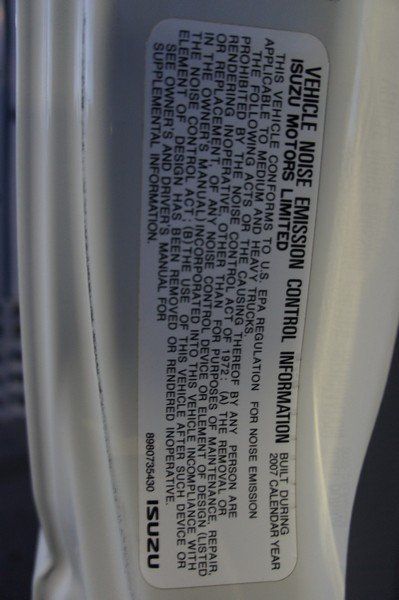 VEHICLE NOISE EMISSION CONTROL INFORMATION
BUILT DURING
2007 CALENDAR YEAR
ISUZU MOTORS LIMITED
THIS VEHICLE CONFORMS TO U.S. EPA REGULATION FOR NOISE EMISSION
APPLICABLE TO MEDIUM AND HEAVY TRUCKS.
THE FOLLOWING ACTS OR THE CAUSING THEREOF BY ANY PERSON ARE
PROHIBITED BY THE NOISE CONTROL ACT OF 1972: (A) THE REMOVAL OR
RENDERING INOPERATIVE, OTHER THAN FOR PURPOSES OF MAINTENANCE, REPAIR,
OR REPLACEMENT, OF ANY NOISE CONTROL DEVICE OR ELEMENT OF DESIGN (LISTED
IN THE OWNER'S MANUAL) INCORPORATED INTO THIS VEHICLE INCOMPLIANCE WITH
THE NOISE CONTROL ACT; (B) THE USE OF THIS VEHICLE AFTER SUCH DEVICE OR
ELEMENT OF DESIGN HAS BEEN REMOVED OR RENDERED INOPERATIVE.
SEE OWNER'S AND DRIVER'S MANUAL FOR
SUPPLEMENTAL INFORMATION.
8980735430 ISUZU